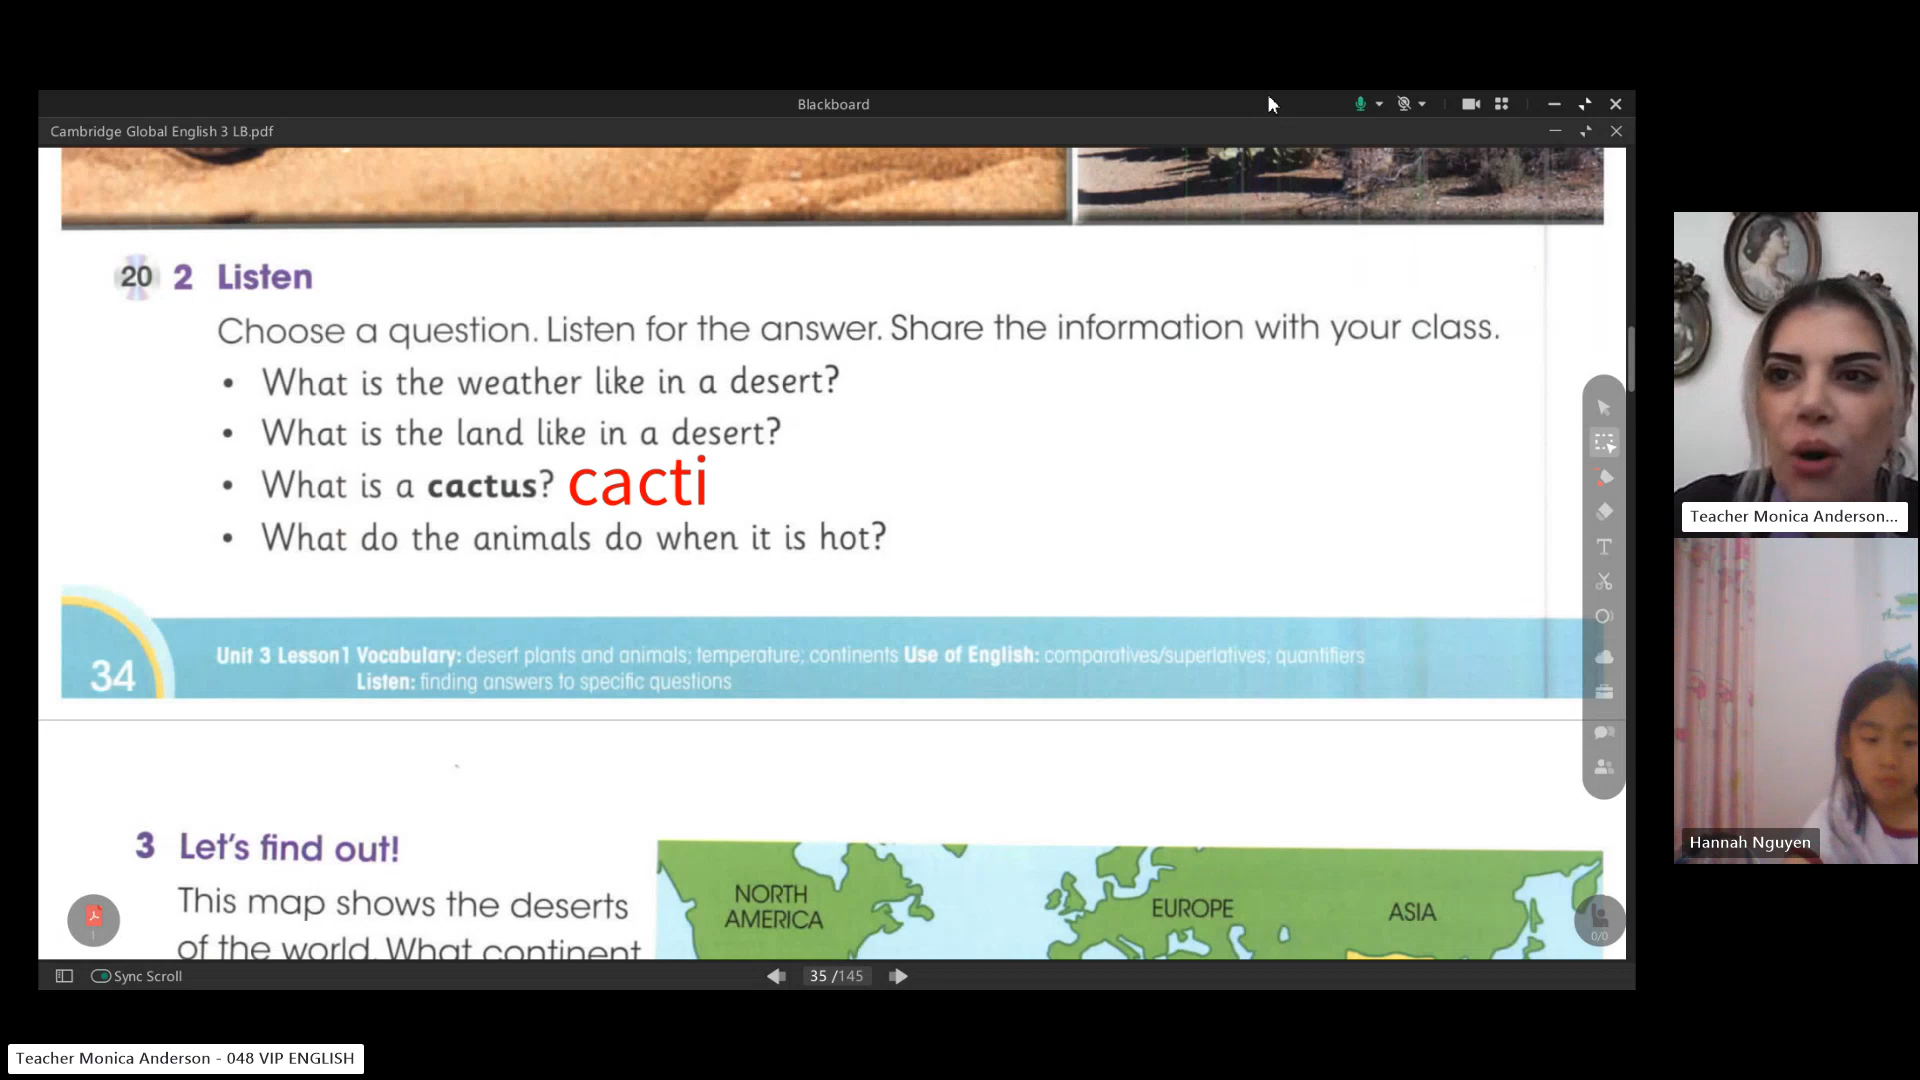 Blackboard
Cambridge Global English 3 LB.pdf
20 2 Listen
Choose a question. Listen for the answer. Share the information with your class.
• What is the weather like in a desert?
• What is the land like in a desert?
• What is a cactus? cacti
• What do the animals do when it is hot?
34
Unit 3 Lesson1 Vocabulary: desert plants and animals; temperature; continents Use of English: comparatives/superlatives; quantifiers
Listen: finding answers to specific questions
3 Let's find out!
This map shows the deserts
of the world. What continent
NORTH
AMERICA
EUROPE
ASIA
1
0/0
Sync Scroll
35 /145
Teacher Monica Anderson...
Hannah Nguyen
Teacher Monica Anderson - 048 VIP ENGLISH